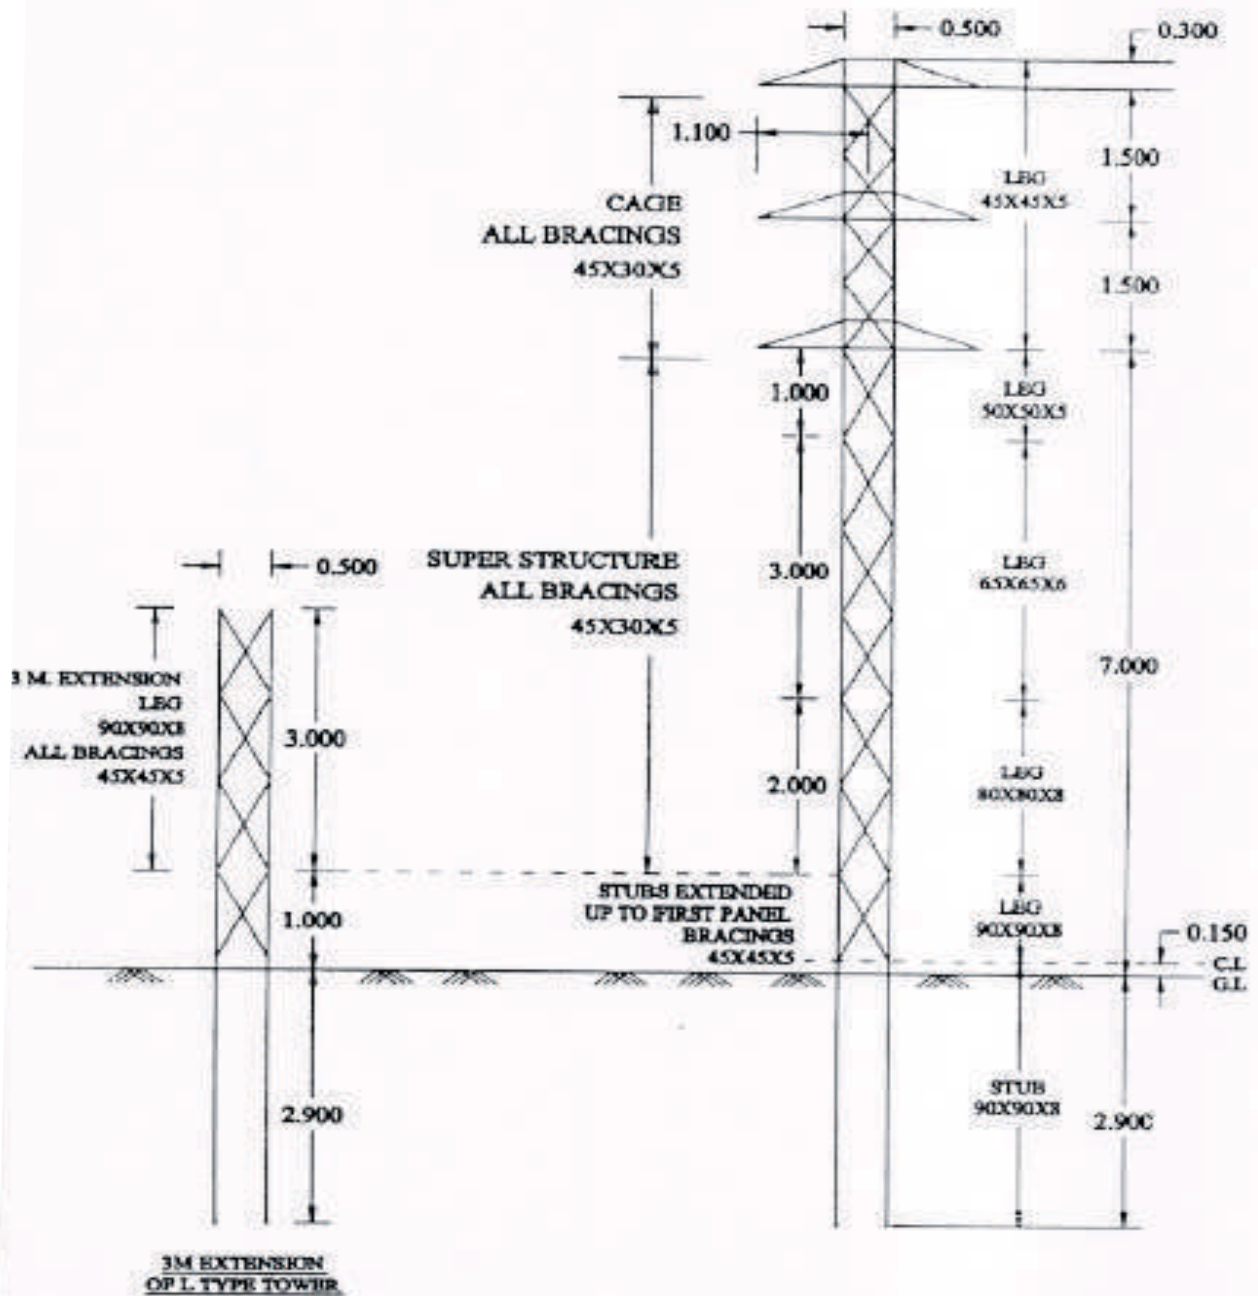 0.500
0.300
1.100
1.500
LEG
45X45X5
CAGE
ALL BRACINGS
45X30X5
1.500
1.000
LEG
50X50X5
SUPER STRUCTURE
ALL BRACINGS
45X30X5
3.000
LEG
65X65X6
7.000
0.500
3 M. EXTENSION
LEG
90X90X8
ALL BRACINGS
45X45X5
3.000
2.000
LEG
80X80X8
1.000
STUBS EXTENDED
UP TO FIRST PANEL
BRACINGS
45X45X5
LEG
90X90X8
0.150
C.L
G.L
2.900
STUB
90X90X8
2.900
3M EXTENSION
OF L TYPE TOWER